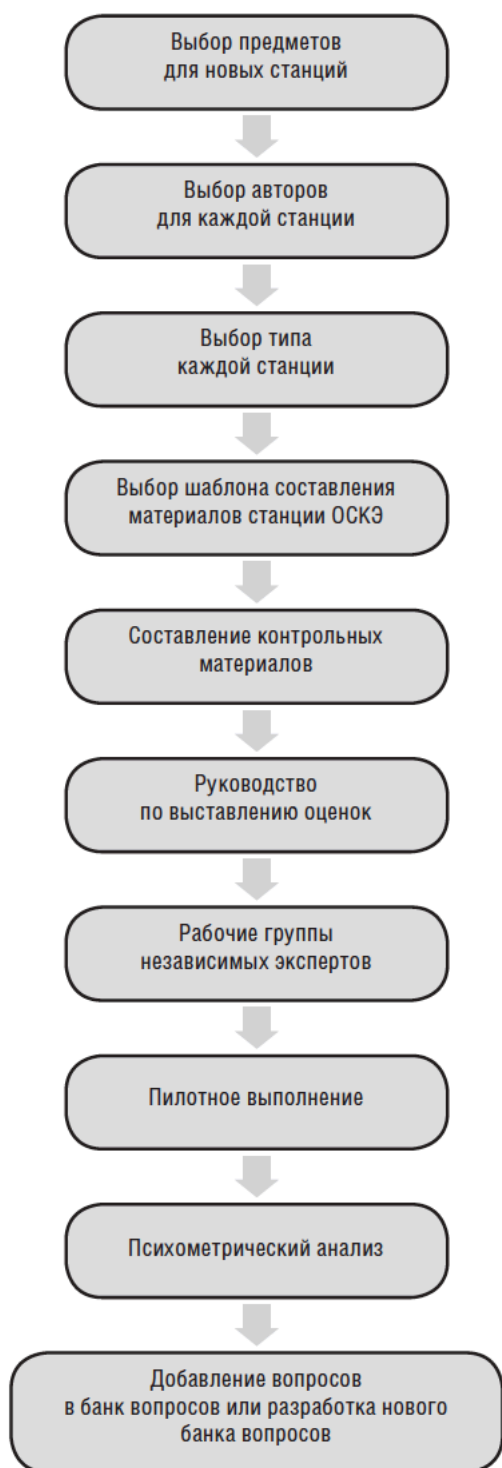 Выбор предметов
для новых станций
Выбор авторов
для каждой станции
Выбор типа
каждой станции
Выбор шаблона составления
материалов станции ОСКЭ
Составление контрольных
материалов
Руководство
по выставлению оценок
Рабочие группы
независимых экспертов
Пилотное выполнение
Психометрический анализ
Добавление вопросов
в банк вопросов или разработка нового
банка вопросов